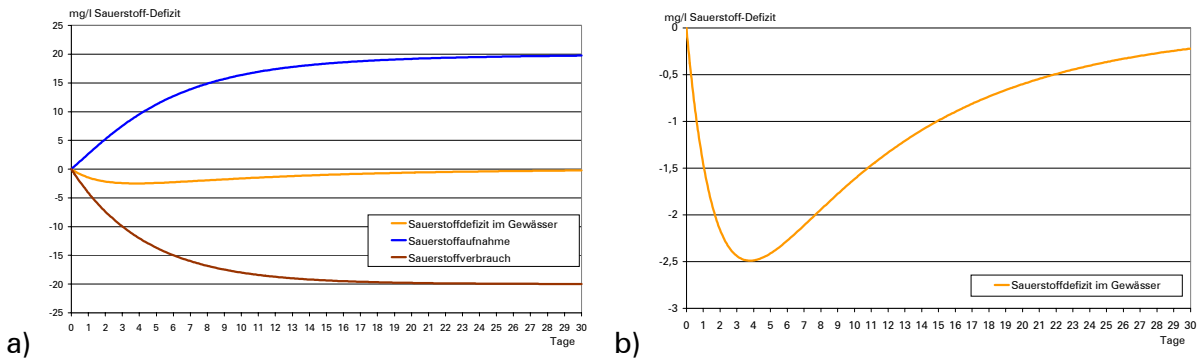 mg/l Sauerstoff-Defizit
25
20
15
10
5
0
-5
-10
-15
-20
-25
Sauerstoffdefizit im Gewässer
Sauerstoffaufnahme
Sauerstoffverbrauch
0 1 2 3 4 5 6 7 8 9 10 11 12 13 14 15 16 17 18 19 20 21 22 23 24 25 26 27 28 29 30
Tage
a)
mg/l Sauerstoff-Defizit
0
-0,5
-1
-1,5
-2
-2,5
-3
Sauerstoffdefizit im Gewässer
0 1 2 3 4 5 6 7 8 9 10 11 12 13 14 15 16 17 18 19 20 21 22 23 24 25 26 27 28 29 30
Tage
b)